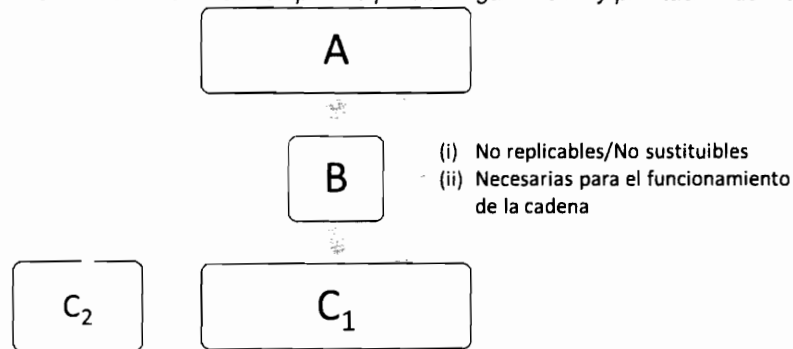 A
B
(i) No replicables/No sustituibles
(ii) Necesarias para el funcionamiento
de la cadena
C₂
C₁